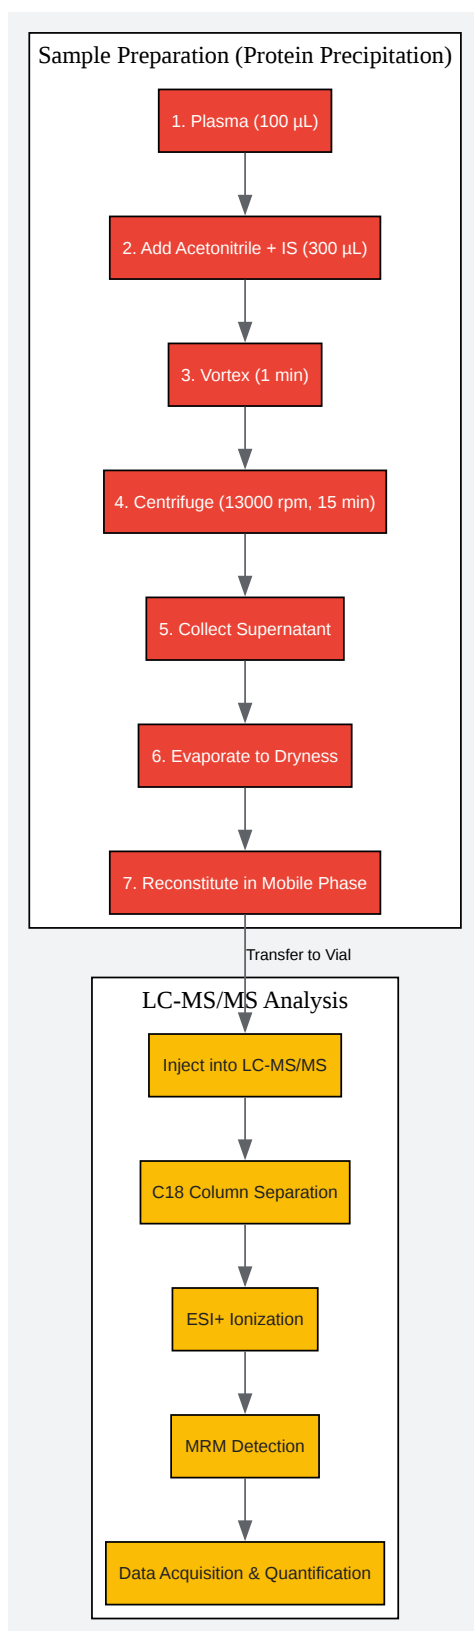 Sample Preparation (Protein Precipitation)
1. Plasma (100 µL)
2. Add Acetonitrile + IS (300 µL)
3. Vortex (1 min)
4. Centrifuge (13000 rpm, 15 min)
5. Collect Supernatant
6. Evaporate to Dryness
7. Reconstitute in Mobile Phase
Transfer to Vial
LC-MS/MS Analysis
Inject into LC-MS/MS
C18 Column Separation
ESI+ Ionization
MRM Detection
Data Acquisition & Quantification